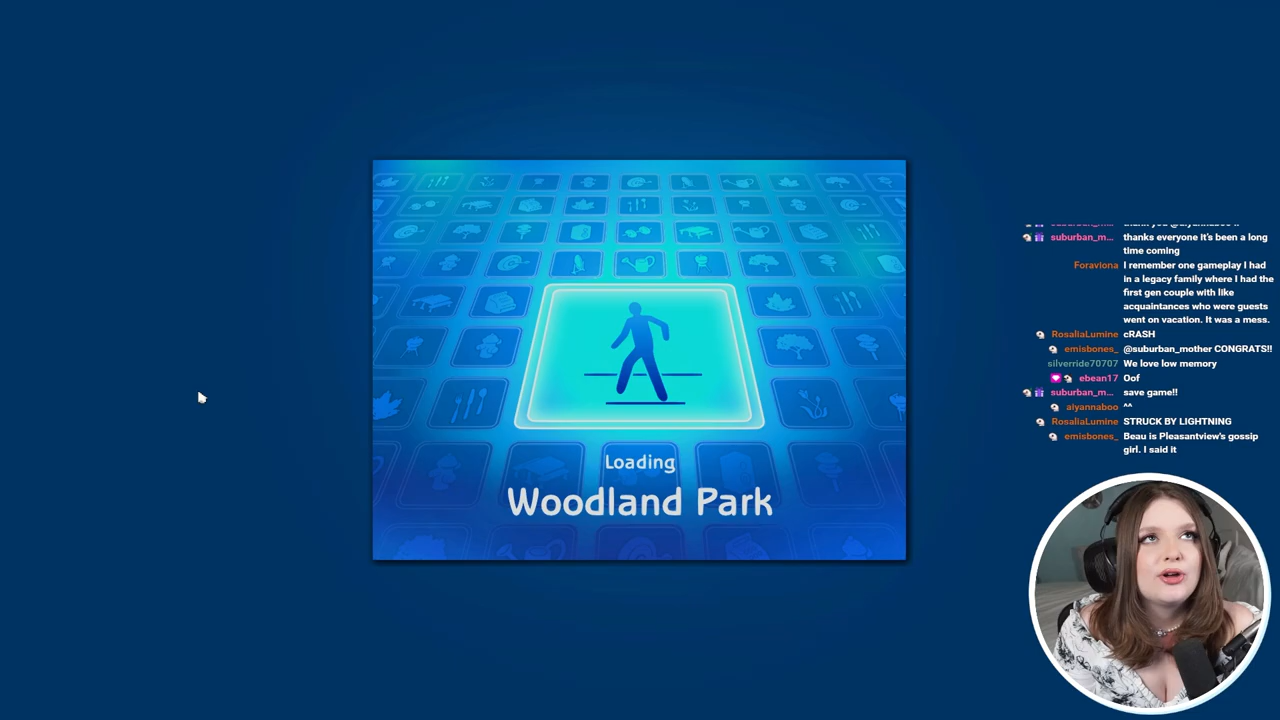 suburban_m... thanks everyone it's been a long
time coming
Foraviona I remember one gameplay I had
in a legacy family where I had the
first gen couple with like
acquaintances who were guests
went on vacation. It was a mess.
RosaliaLumine cRASH
emisbones_ @suburban_mother CONGRATS!!
silverride70707 We love low memory
ebean17 Oof
suburban_m... save game!!
aiyannaboo ^^
RosaliaLumine STRUCK BY LIGHTNING
emisbones_ Beau is Pleasantview's gossip
girl. I said it
Loading
Woodland Park